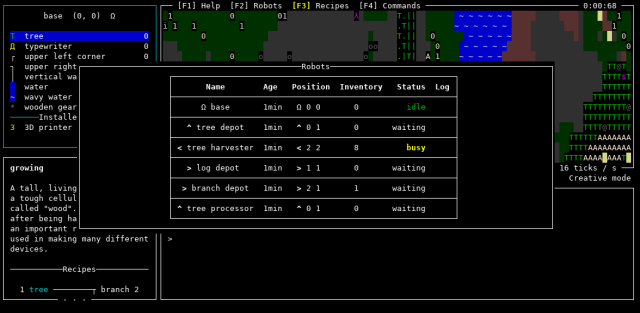 [F1] Help [F2] Robots [F3] Recipes [F4] Commands 0:00:68
base (0, 0) Ω
T tree 0
Д typewriter 0
┌ upper left corner 0
┐ upper right
│ vertical wa
water
~ wavy water
* wooden gear
Installe
3 3D printer
16 ticks / s
Creative mode
Robots
Name Age Position Inventory Status Log
Ω base 1min Ω 0 0 0 idle
^ tree depot 1min ^ 0 1 0 waiting
< tree harvester 1min < 2 2 8 busy
> log depot 1min > 1 1 0 waiting
> branch depot 1min > 2 1 1 waiting
^ tree processor 1min ^ 0 1 0 waiting
growing
A tall, living
a tough cellul
called "wood".
after being ha
an important r
used in making many different
devices.
Recipes
1 tree ┬ branch 2
>